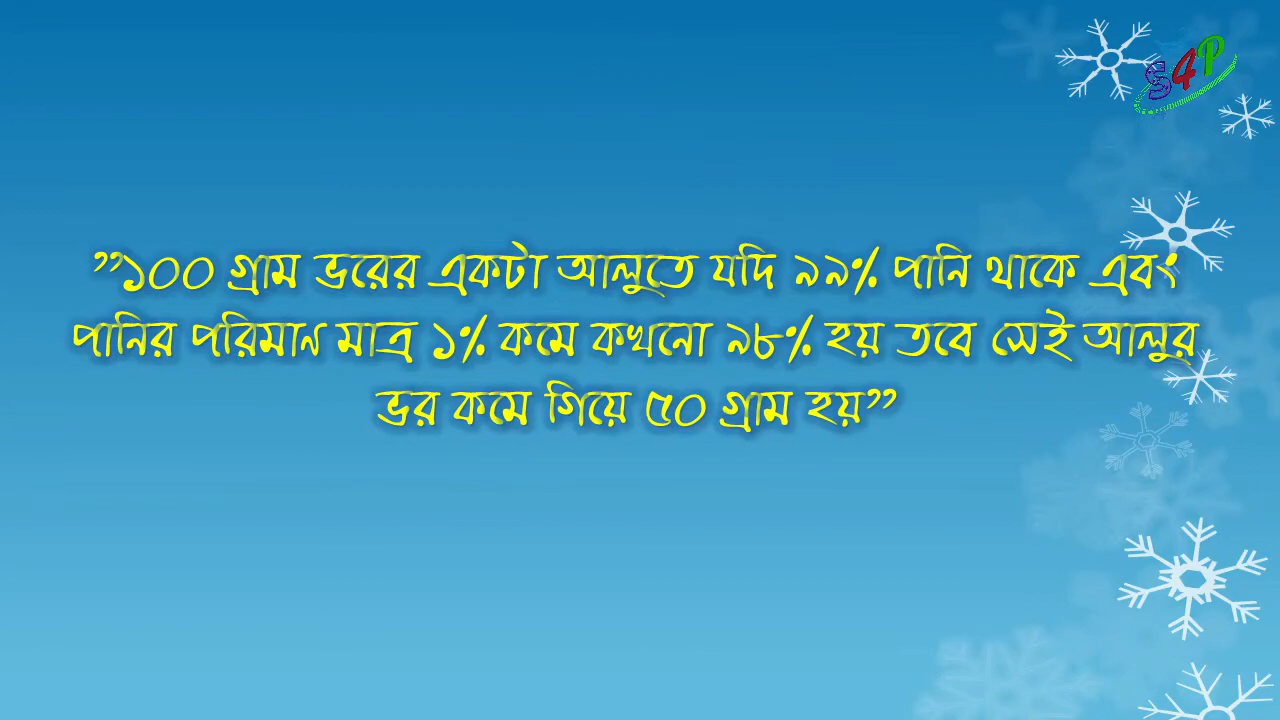 S4P
”১০০ গ্রাম ভরের একটা আলুতে যদি ৯৯% পানি থাকে এবং
পানির পরিমাণ মাত্র ১% কমে কখনো ৯৮% হয় তবে সেই আলুর
ভর কমে গিয়ে ৫০ গ্রাম হয়”